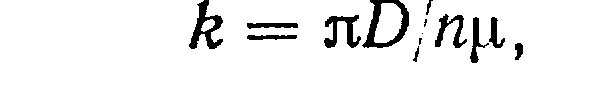 k = πD/nμ,